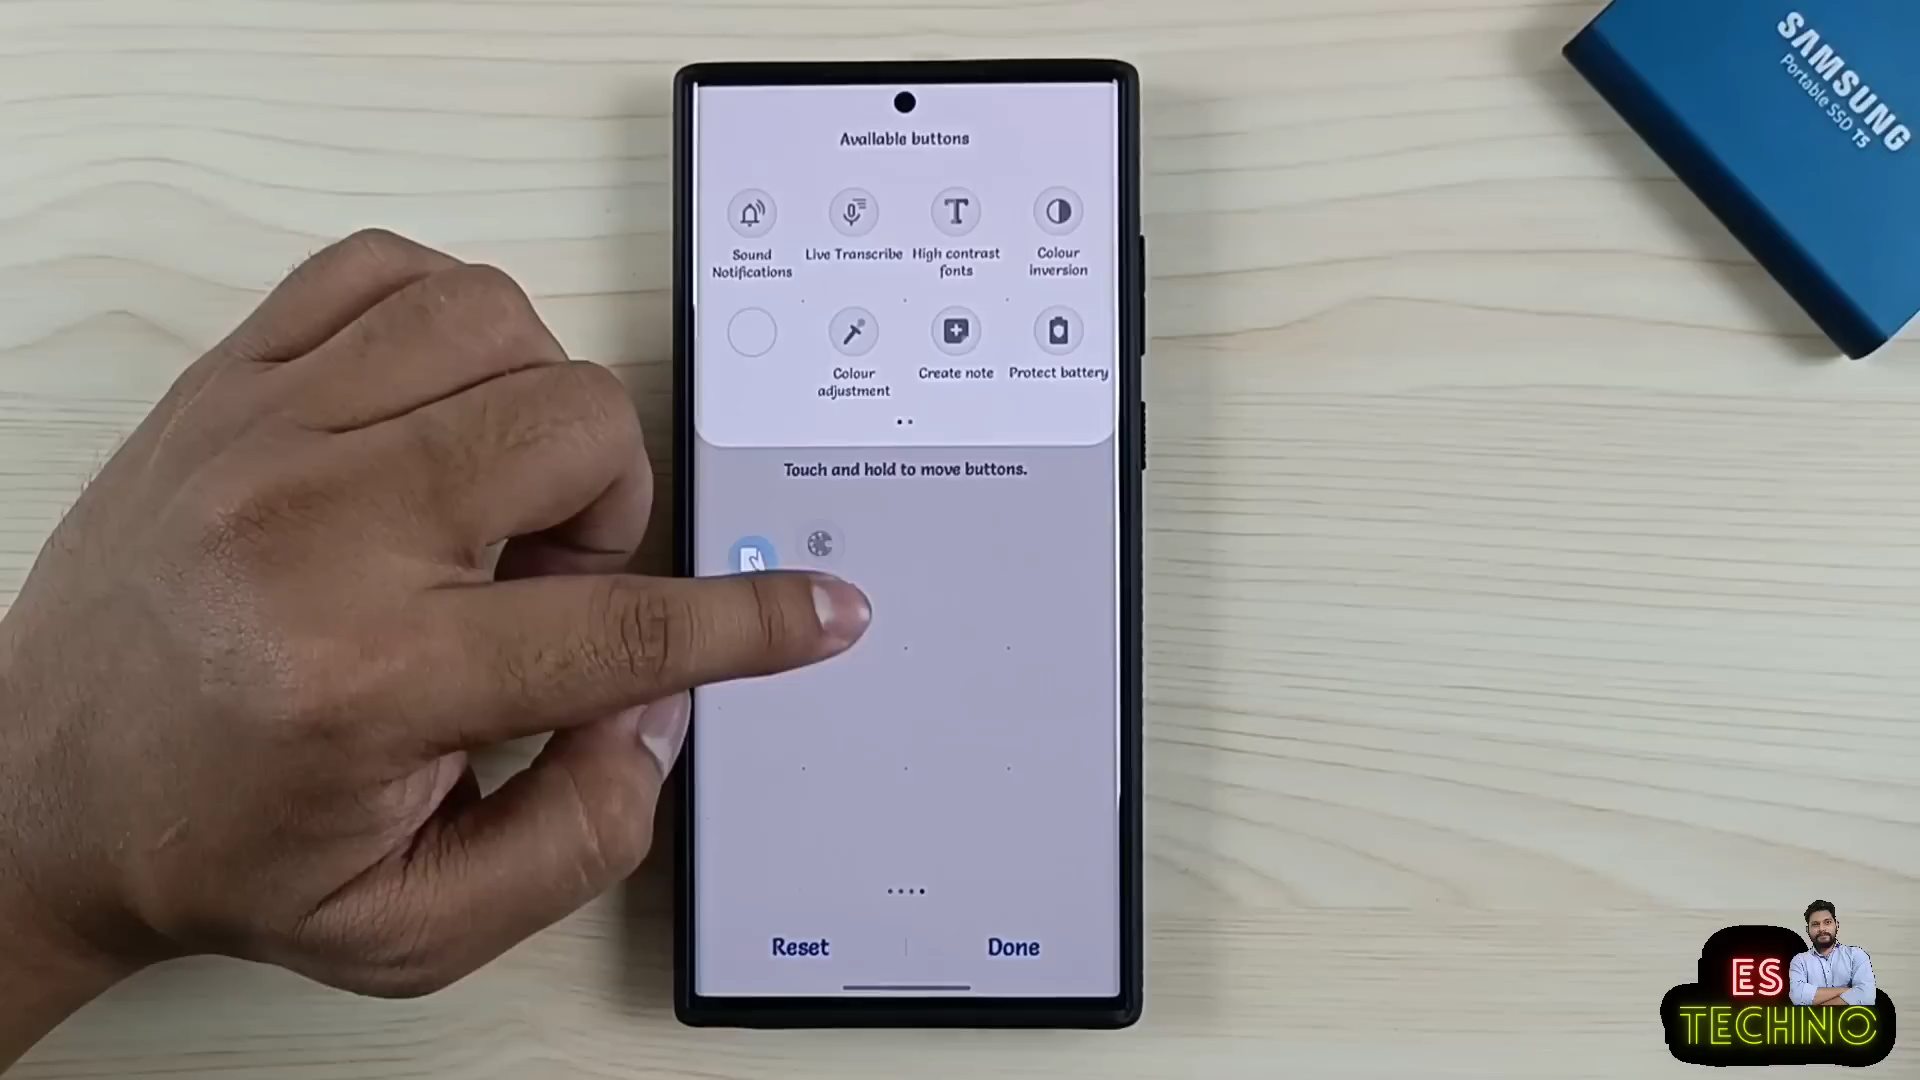 SAMSUNG
Portable SSD T5
Available buttons
Sound
Notifications
Live Transcribe
High contrast
fonts
Colour
inversion
Colour
adjustment
Create note
Protect battery
Touch and hold to move buttons.
Reset
Done
ES
TECHNO